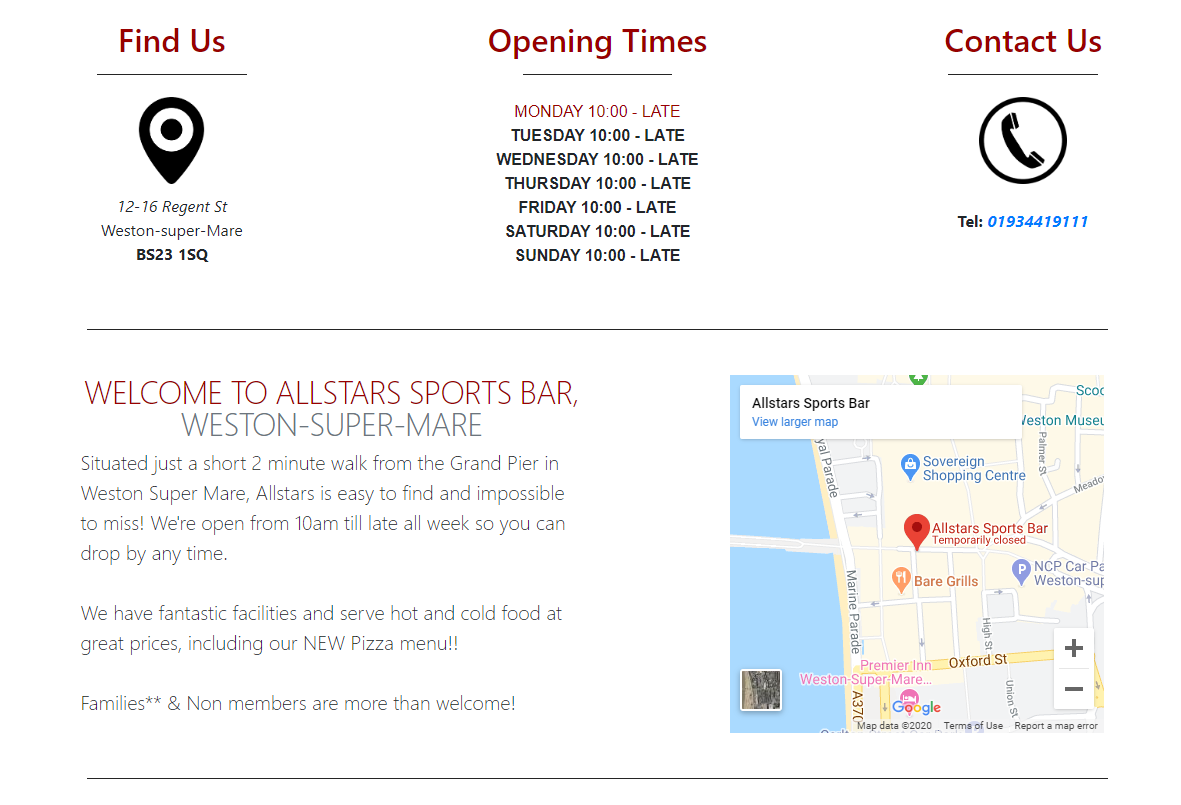 Find Us
12-16 Regent St
Weston-super-Mare
BS23 1SQ
Opening Times
MONDAY 10:00 - LATE
TUESDAY 10:00 - LATE
WEDNESDAY 10:00 - LATE
THURSDAY 10:00 - LATE
FRIDAY 10:00 - LATE
SATURDAY 10:00 - LATE
SUNDAY 10:00 - LATE
Contact Us
Tel: 01934419111
WELCOME TO ALLSTARS SPORTS BAR,
WESTON-SUPER-MARE
Situated just a short 2 minute walk from the Grand Pier in
Weston Super Mare, Allstars is easy to find and impossible
to miss! We're open from 10am till late all week so you can
drop by any time.
We have fantastic facilities and serve hot and cold food at
great prices, including our NEW Pizza menu!!
Families** & Non members are more than welcome!
Allstars Sports Bar
View larger map
Scoo
Weston Museu
Palmer St
yal Parade
Sovereign
Shopping Centre
Meadow
Allstars Sports Bar
Temporarily closed
NCP Car Pa
Weston-sup
Bare Grills
Marine Parade
High St
Oxford St
Premier Inn
Weston-Super-Mare...
Union St
A370
Google
Map data ©2020
Terms of Use
Report a map error